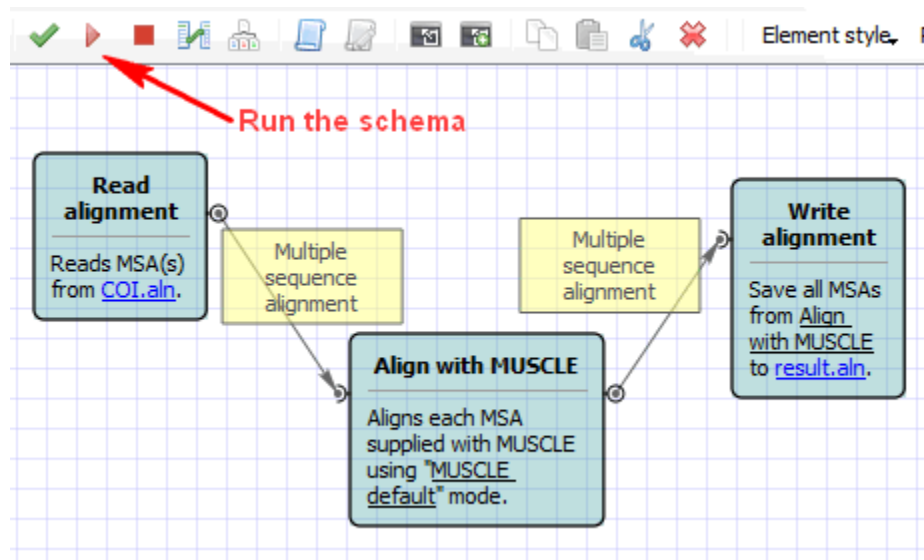 Element style
Run the schema
Read
alignment
Reads MSA(s)
from COI.aln.
Multiple
sequence
alignment
Align with MUSCLE
Aligns each MSA
supplied with MUSCLE
using "MUSCLE
default" mode.
Multiple
sequence
alignment
Write
alignment
Save all MSAs
from Align
with MUSCLE
to result.aln.